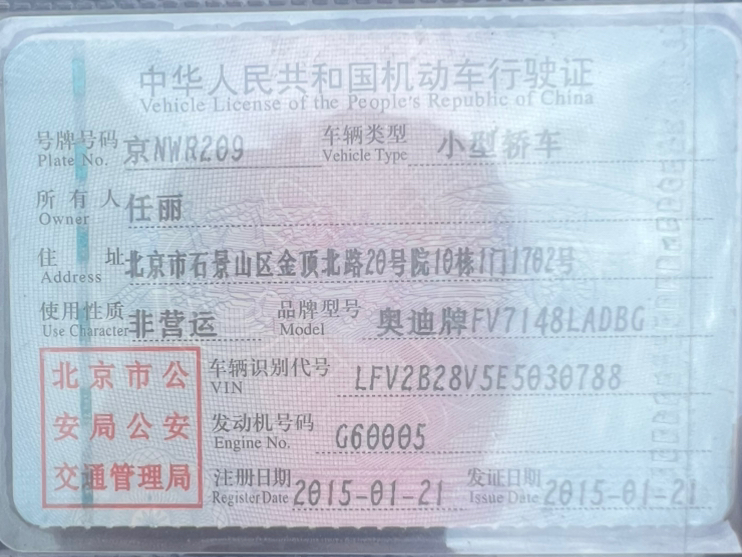 中华人民共和国机动车行驶证
Vehicle License of the People's Republic of China
号牌号码 京NWR209 车辆类型 小型轿车
Plate No. Vehicle Type
所有人 任丽
Owner
住址 北京市石景山区金顶北路20号院10栋1门1702号
Address
使用性质 非营运 品牌型号 奥迪牌FV7148LADBG
Use Character Model
北京市公
安局公安
交通管理局
车辆识别代号 LFV2B28V5E5030788
VIN
发动机号码 G60005
Engine No.
注册日期 2015-01-21 发证日期 2015-01-21
Register Date Issue Date